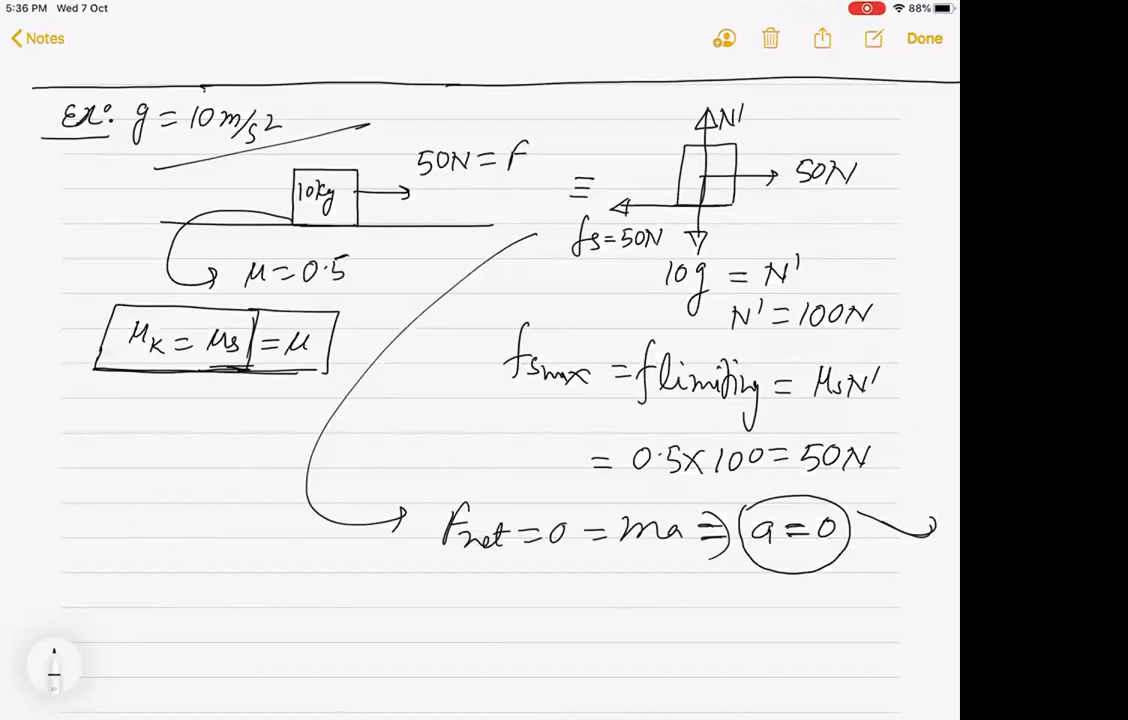 5:36 PM Wed 7 Oct 88%
Notes Done
Ex: g = 10 m/s2
50N = F
10kg
μ = 0.5
μK = μs = μ
N'
50N
≡
fs = 50N
10g = N'
N' = 100N
fsmax = flimiting = μsN'
= 0.5 × 100 = 50N
Fnet = 0 = ma ⇒ a = 0